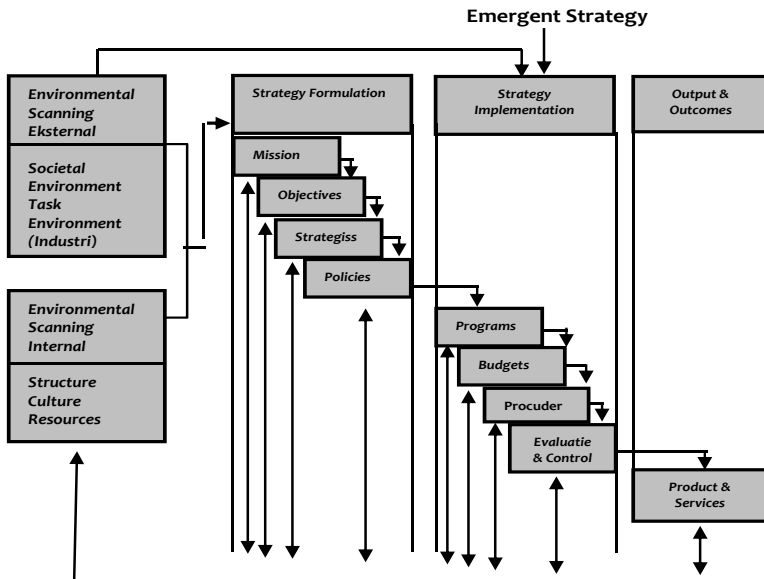 Emergent Strategy
Environmental
Scanning
Eksternal
Societal
Environment
Task
Environment
(Industri)
Environmental
Scanning
Internal
Structure
Culture
Resources
Strategy Formulation
Mission
Objectives
Strategiss
Policies
Strategy
Implementation
Programs
Budgets
Procuder
Evaluatie
& Control
Output &
Outcomes
Product &
Services